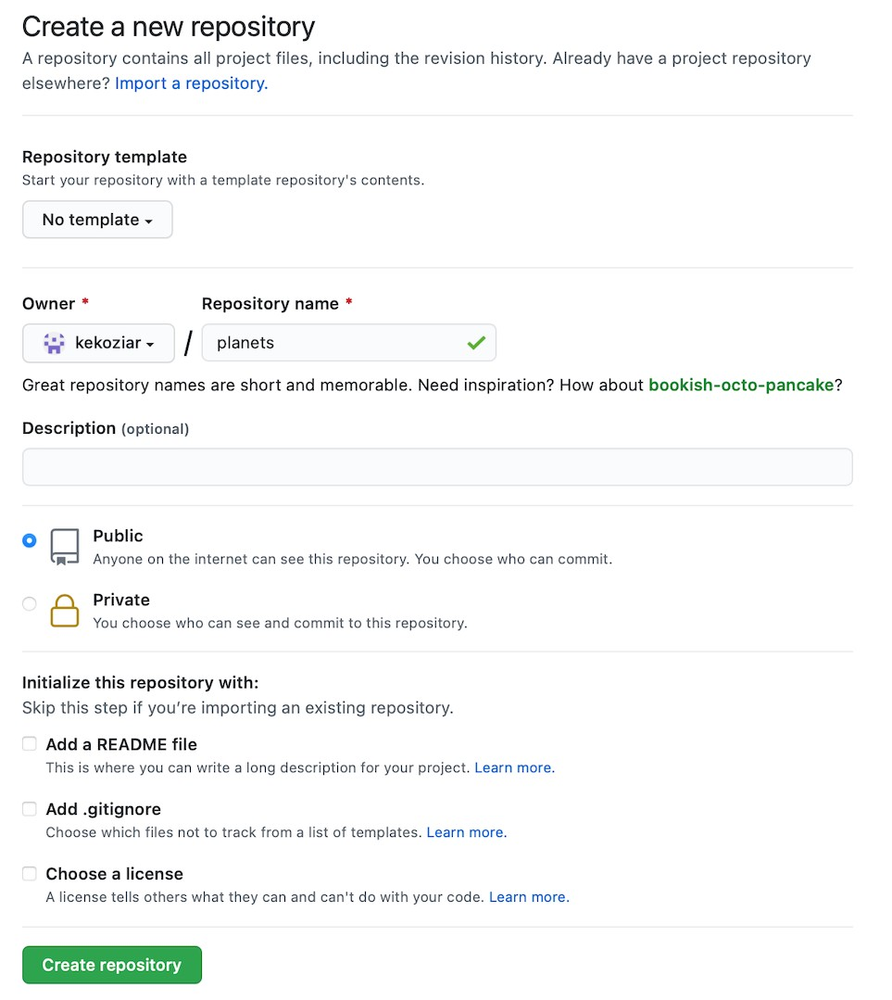 Create a new repository
A repository contains all project files, including the revision history. Already have a project repository
elsewhere? Import a repository.
Repository template
Start your repository with a template repository's contents.
No template
Owner * Repository name *
kekoziar / planets
Great repository names are short and memorable. Need inspiration? How about bookish-octo-pancake?
Description (optional)
Public
Anyone on the internet can see this repository. You choose who can commit.
Private
You choose who can see and commit to this repository.
Initialize this repository with:
Skip this step if you’re importing an existing repository.
Add a README file
This is where you can write a long description for your project. Learn more.
Add .gitignore
Choose which files not to track from a list of templates. Learn more.
Choose a license
A license tells others what they can and can't do with your code. Learn more.
Create repository